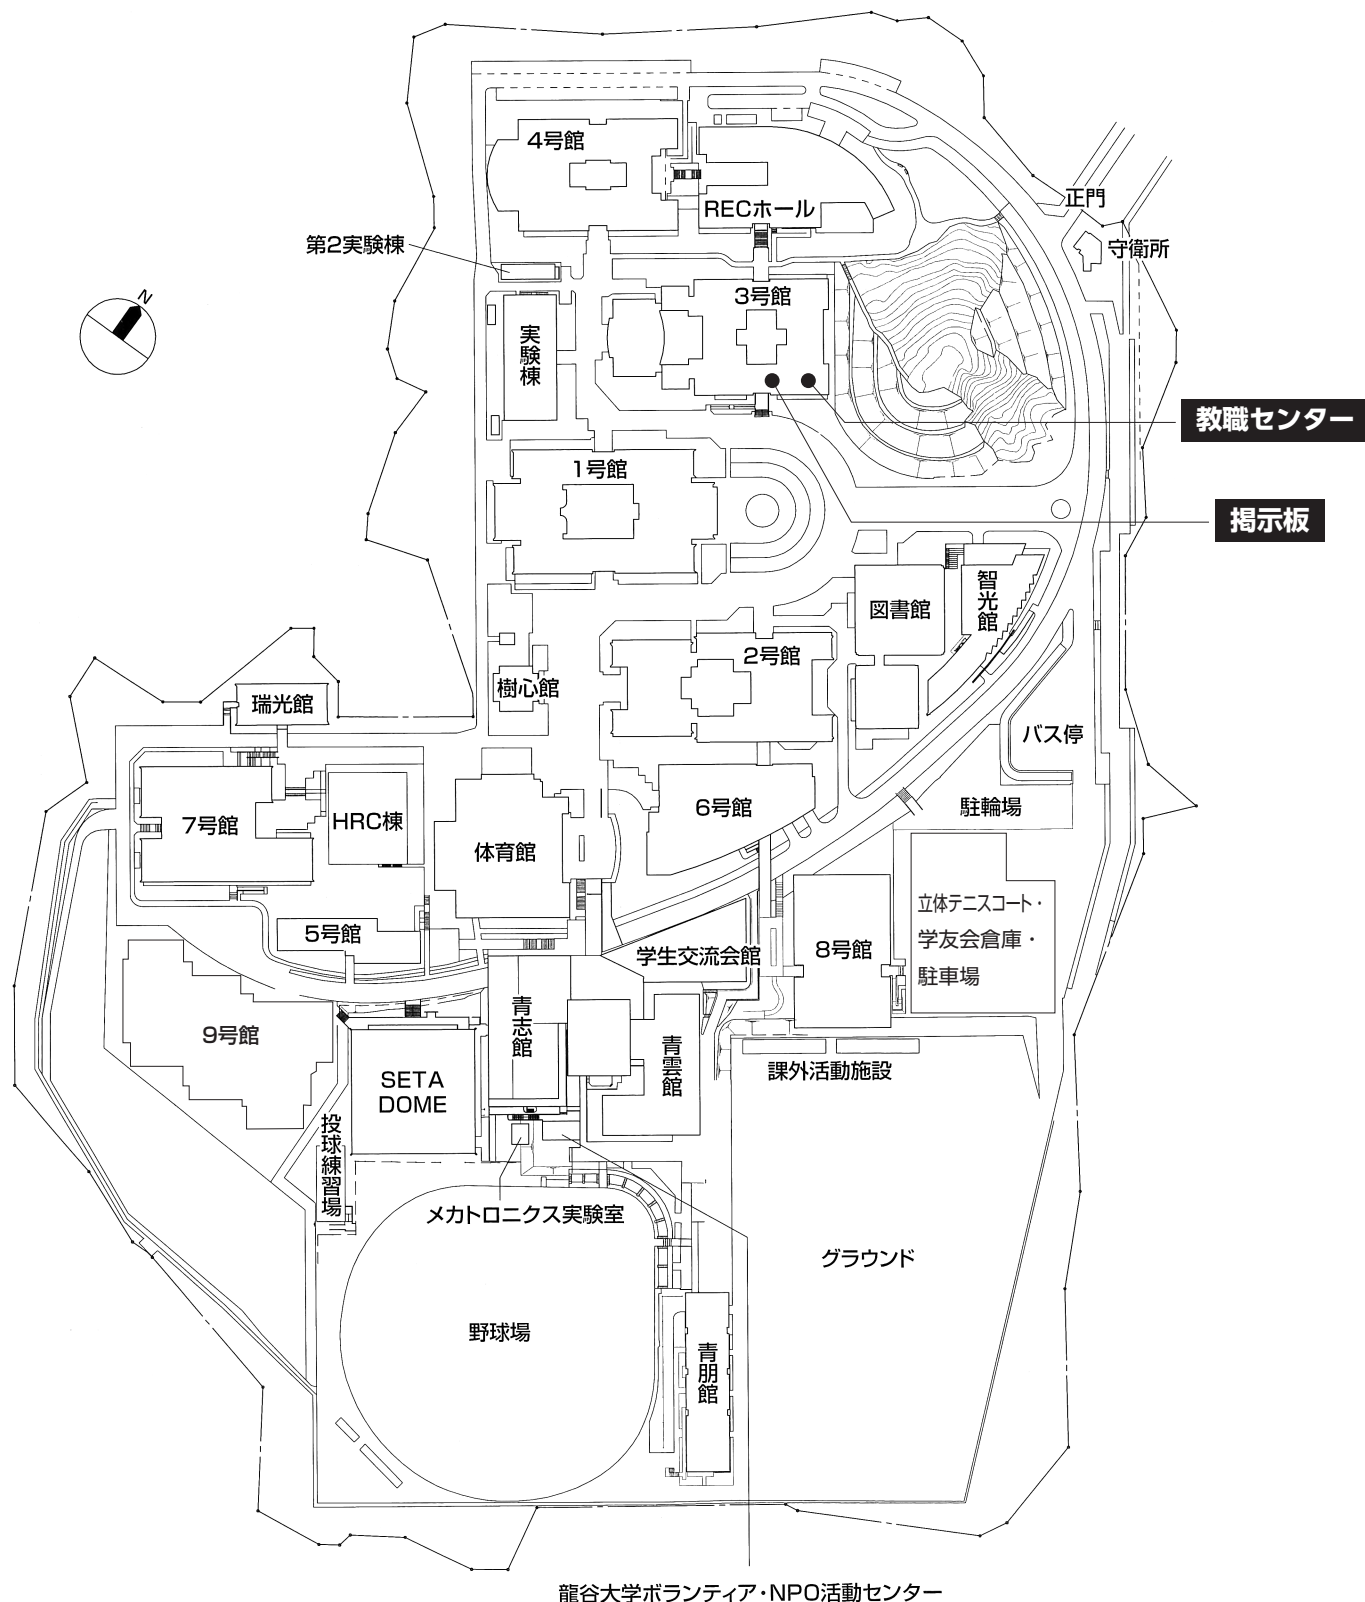 4号館
RECホール
正門
守衛所
第2実験棟
N
3号館
実験棟
教職センター
1号館
掲示板
智光館
図書館
2号館
樹心館
瑞光館
バス停
6号館
駐輪場
7号館
HRC棟
体育館
立体テニスコート・
学友会倉庫・
駐車場
5号館
学生交流会館
8号館
青志館
9号館
青雲館
SETA
DOME
課外活動施設
投球練習場
メカトロニクス実験室
グラウンド
野球場
青朋館
龍谷大学ボランティア・NPO活動センター